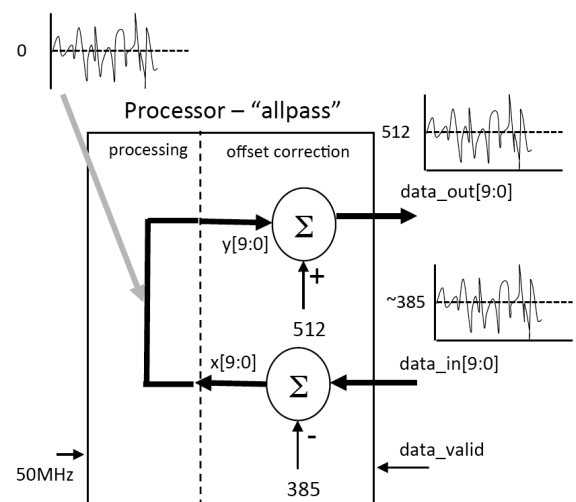 0
Processor – “allpass”
processing
offset correction
512
data_out[9:0]
y[9:0]
Σ
+
512
~385
x[9:0]
data_in[9:0]
Σ
-
385
data_valid
50MHz